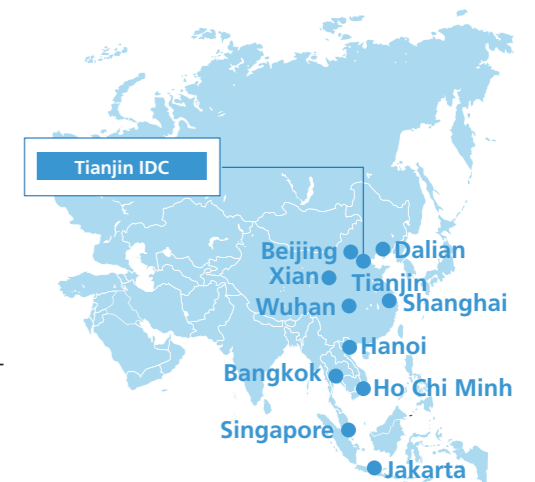 Tianjin IDC
Beijing
Dalian
Xian
Tianjin
Wuhan
Shanghai
Hanoi
Bangkok
Ho Chi Minh
Singapore
Jakarta